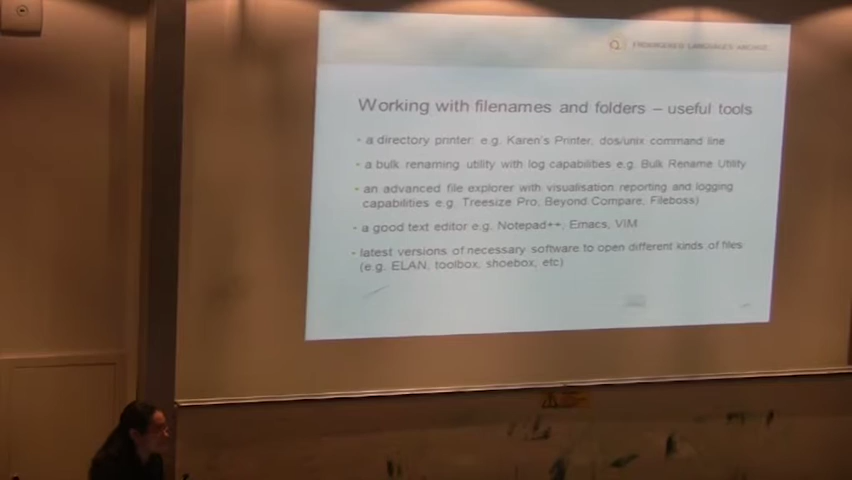 ENDANGERED LANGUAGES ARCHIVE
Working with filenames and folders – useful tools
- a directory printer: e.g. Karen's Printer, dos/unix command line
- a bulk renaming utility with log capabilities e.g. Bulk Rename Utility
- an advanced file explorer with visualisation reporting and logging
capabilities e.g. Treesize Pro, Beyond Compare, Fileboss)
- a good text editor e.g. Notepad++, Emacs, VIM
- latest versions of necessary software to open different kinds of files
(e.g. ELAN, toolbox, shoebox, etc)